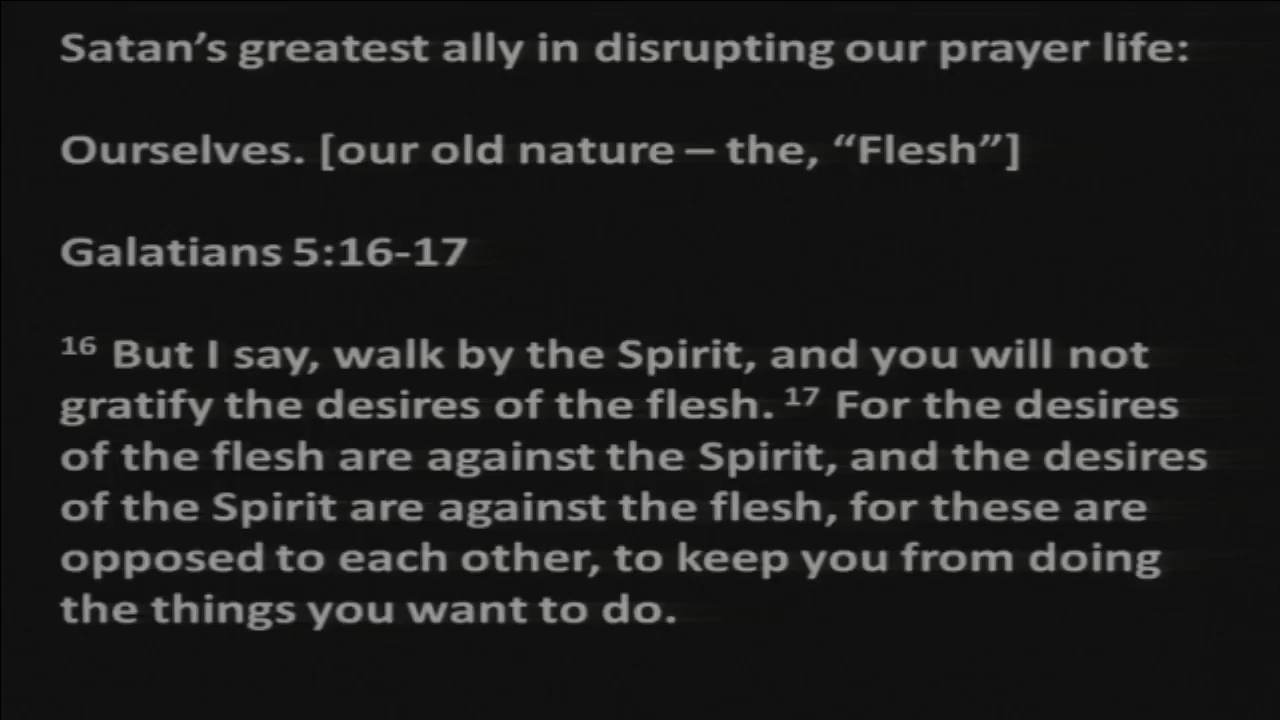 Satan’s greatest ally in disrupting our prayer life:
Ourselves. [our old nature – the, “Flesh”]
Galatians 5:16-17
¹⁶ But I say, walk by the Spirit, and you will not
gratify the desires of the flesh. ¹⁷ For the desires
of the flesh are against the Spirit, and the desires
of the Spirit are against the flesh, for these are
opposed to each other, to keep you from doing
the things you want to do.